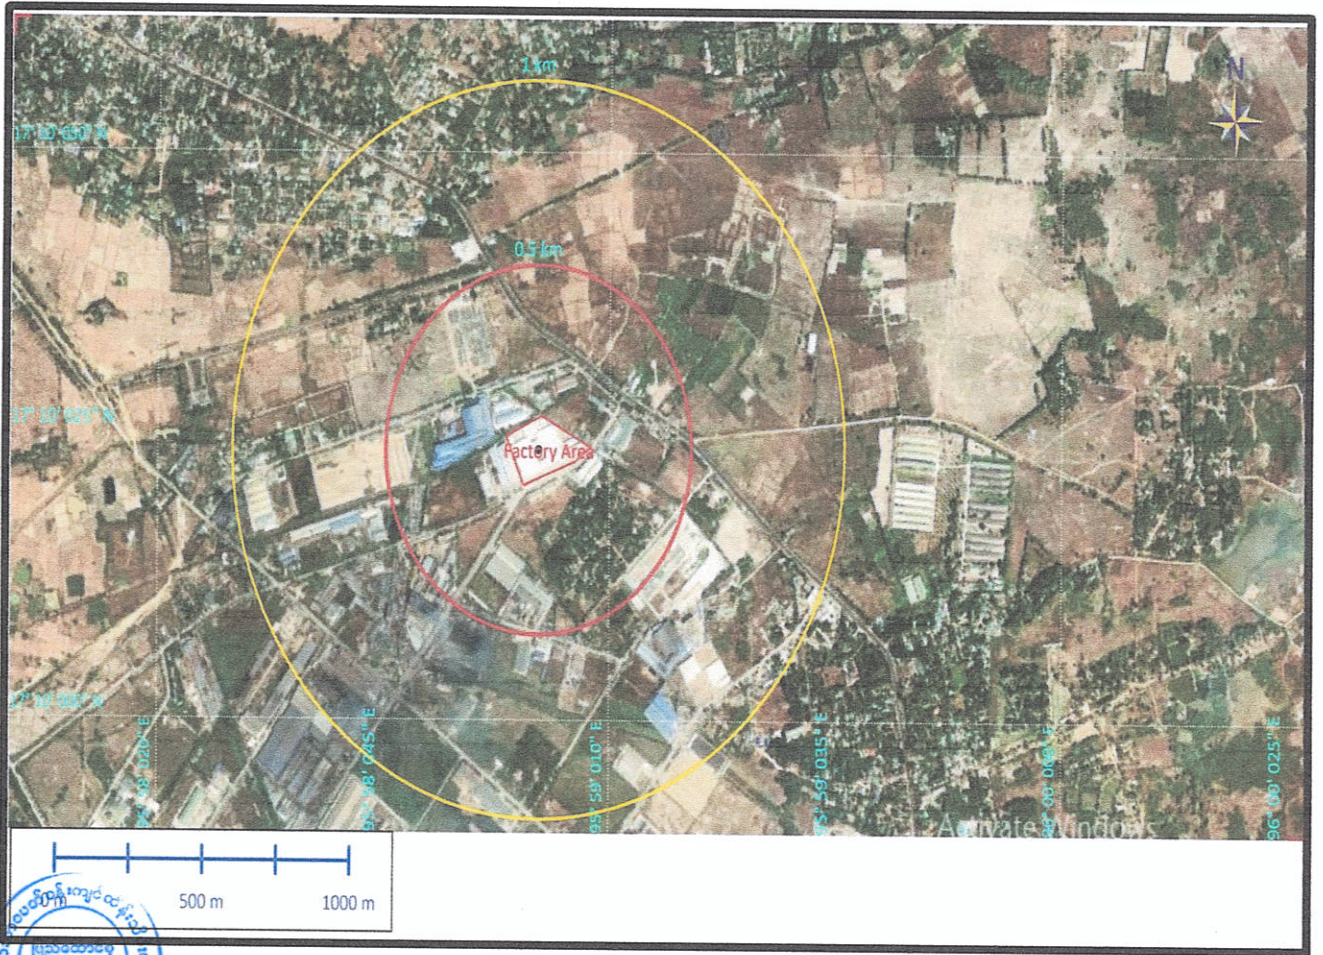 1 km
N
17° 10' 050" N
0.5 km
17° 10' 025" N
Factory Area
17° 10' 000" N
95° 58' 020" E
95° 58' 045" E
95° 59' 010" E
95° 59' 035" E
96° 00' 000" E
96° 00' 025" E
Activate Windows
0 m
500 m
1000 m